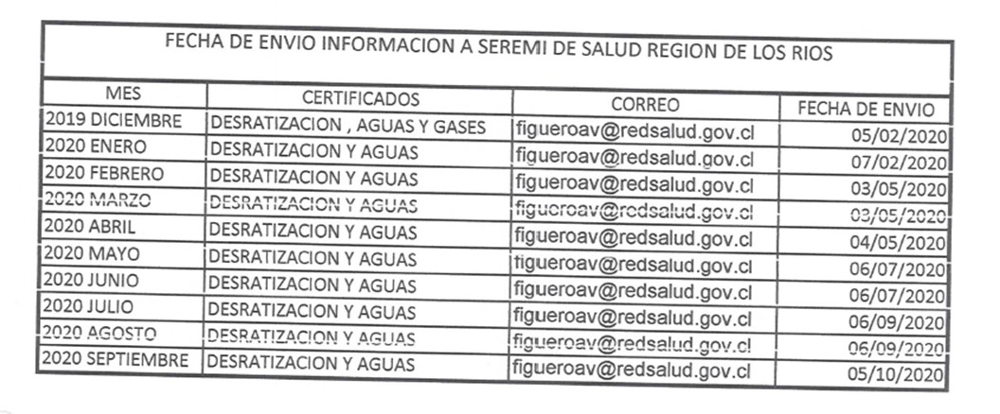 FECHA DE ENVIO INFORMACION A SEREMI DE SALUD REGION DE LOS RIOS
MES CERTIFICADOS CORREO FECHA DE ENVIO
2019 DICIEMBRE DESRATIZACION , AGUAS Y GASES figueroav@redsalud.gov.cl 05/02/2020
2020 ENERO DESRATIZACION Y AGUAS figueroav@redsalud.gov.cl 07/02/2020
2020 FEBRERO DESRATIZACION Y AGUAS figueroav@redsalud.gov.cl 03/05/2020
2020 MARZO DESRATIZACION Y AGUAS figueroav@redsalud.gov.cl 03/05/2020
2020 ABRIL DESRATIZACION Y AGUAS figueroav@redsalud.gov.cl 04/05/2020
2020 MAYO DESRATIZACION Y AGUAS figueroav@redsalud.gov.cl 06/07/2020
2020 JUNIO DESRATIZACION Y AGUAS figueroav@redsalud.gov.cl 06/07/2020
2020 JULIO DESRATIZACION Y AGUAS figueroav@redsalud.gov.cl 06/09/2020
2020 AGOSTO DESRATIZACION Y AGUAS figueroav@redsalud.gov.cl 06/09/2020
2020 SEPTIEMBRE DESRATIZACION Y AGUAS figueroav@redsalud.gov.cl 05/10/2020